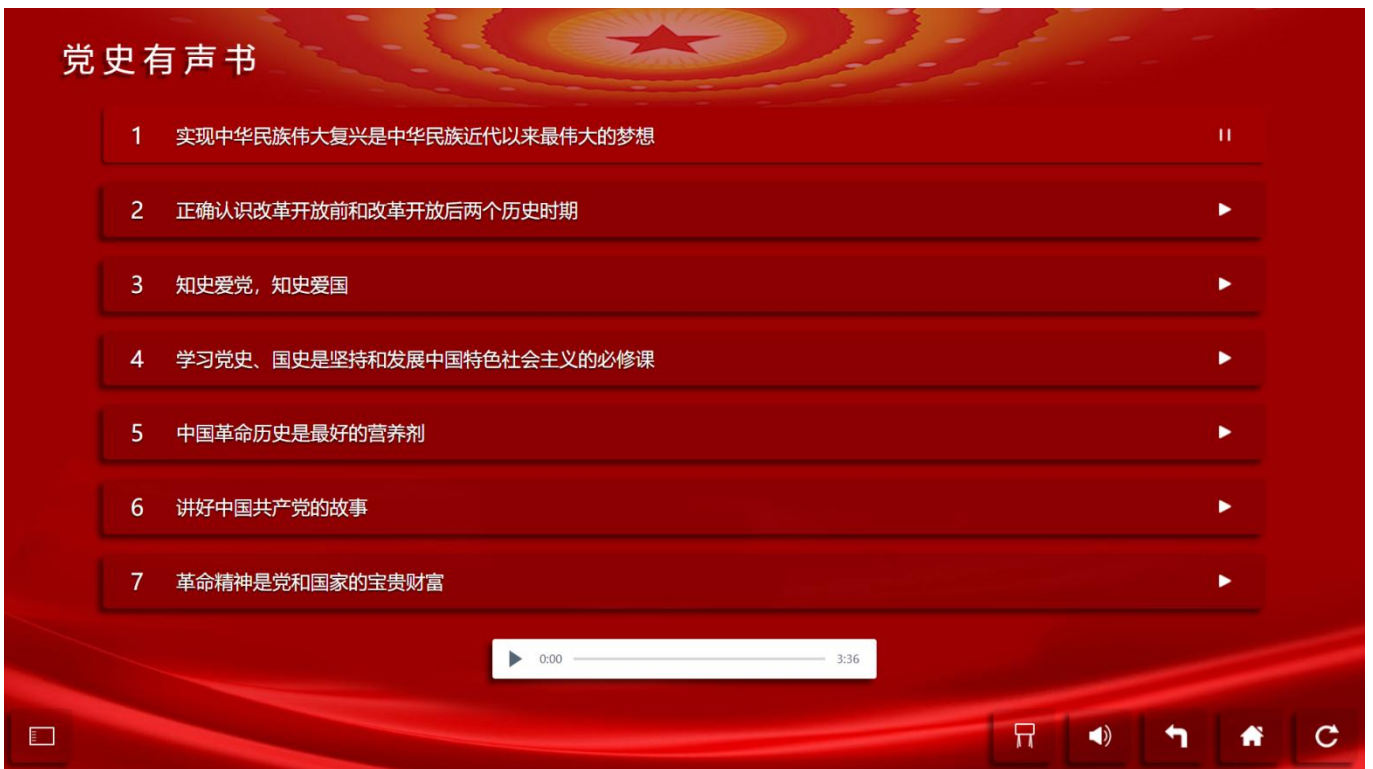 党史有声书
1 实现中华民族伟大复兴是中华民族近代以来最伟大的梦想
2 正确认识改革开放前和改革开放后两个历史时期
3 知史爱党，知史爱国
4 学习党史、国史是坚持和发展中国特色社会主义的必修课
5 中国革命历史是最好的营养剂
6 讲好中国共产党的故事
7 革命精神是党和国家的宝贵财富
0:00 3:36